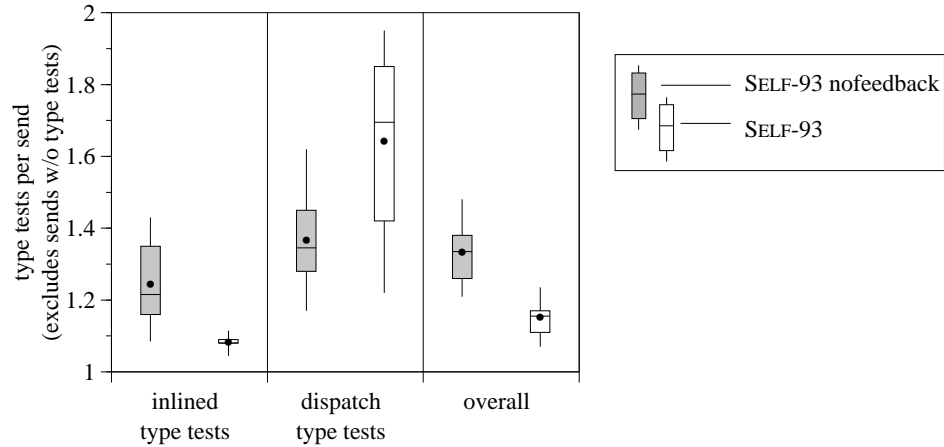 2
1.8
1.6
1.4
1.2
1
type tests per send
(excludes sends w/o type tests)
inlined
type tests
dispatch
type tests
overall
SELF-93 nofeedback
SELF-93